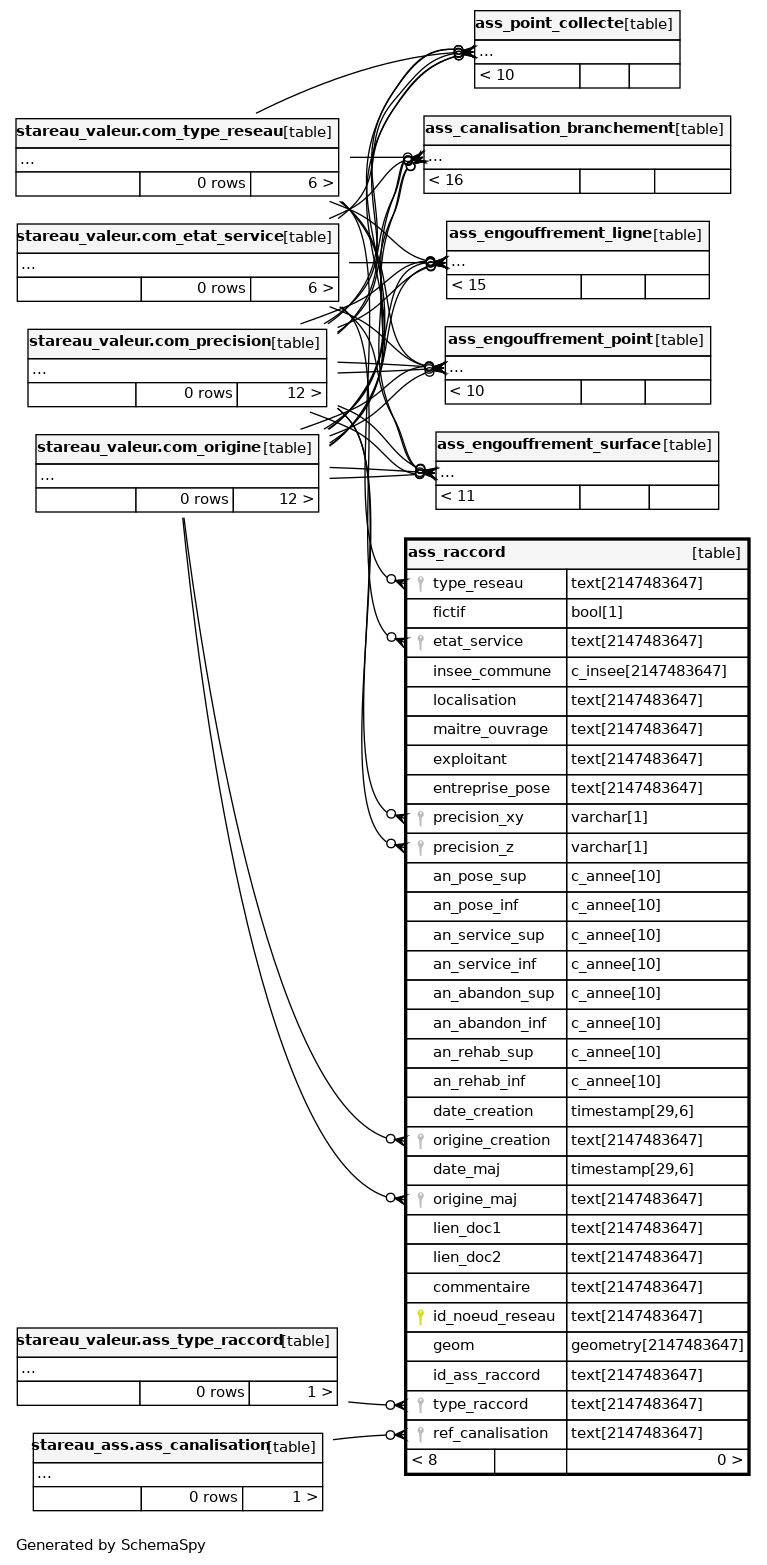 ass_point_collecte [table]
...
< 10
stareau_valeur.com_type_reseau [table]
...
0 rows 6 >
ass_canalisation_branchement [table]
...
< 16
stareau_valeur.com_etat_service [table]
...
0 rows 6 >
ass_engouffrement_ligne [table]
...
< 15
stareau_valeur.com_precision [table]
...
0 rows 12 >
ass_engouffrement_point [table]
...
< 10
stareau_valeur.com_origine [table]
...
0 rows 12 >
ass_engouffrement_surface [table]
...
< 11
ass_raccord [table]
type_reseau text[2147483647]
fictif bool[1]
etat_service text[2147483647]
insee_commune c_insee[2147483647]
localisation text[2147483647]
maitre_ouvrage text[2147483647]
exploitant text[2147483647]
entreprise_pose text[2147483647]
precision_xy varchar[1]
precision_z varchar[1]
an_pose_sup c_annee[10]
an_pose_inf c_annee[10]
an_service_sup c_annee[10]
an_service_inf c_annee[10]
an_abandon_sup c_annee[10]
an_abandon_inf c_annee[10]
an_rehab_sup c_annee[10]
an_rehab_inf c_annee[10]
date_creation timestamp[29,6]
origine_creation text[2147483647]
date_maj timestamp[29,6]
origine_maj text[2147483647]
lien_doc1 text[2147483647]
lien_doc2 text[2147483647]
commentaire text[2147483647]
id_noeud_reseau text[2147483647]
geom geometry[2147483647]
id_ass_raccord text[2147483647]
type_raccord text[2147483647]
ref_canalisation text[2147483647]
< 8 0 >
stareau_valeur.ass_type_raccord [table]
...
0 rows 1 >
stareau_ass.ass_canalisation [table]
...
0 rows 1 >
Generated by SchemaSpy